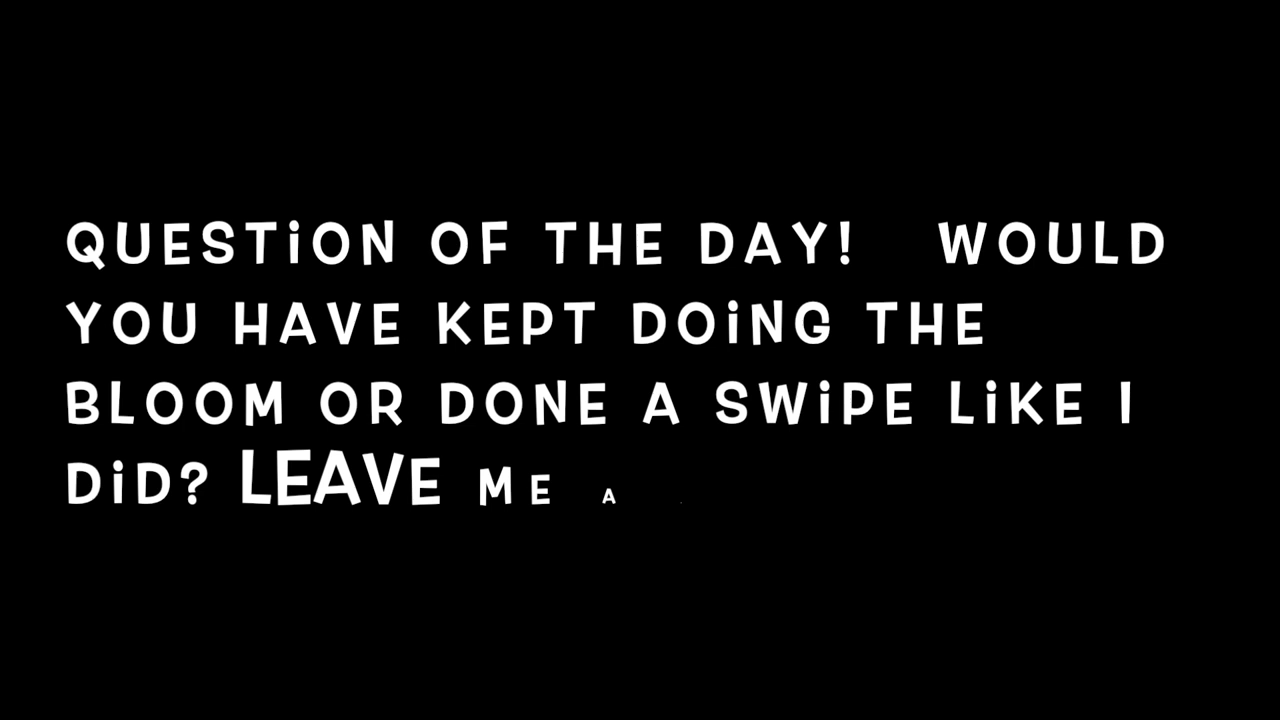 QUESTION OF THE DAY! WOULD
YOU HAVE KEPT DOING THE
BLOOM OR DONE A SWIPE LIKE I
DID? LEAVE ME A